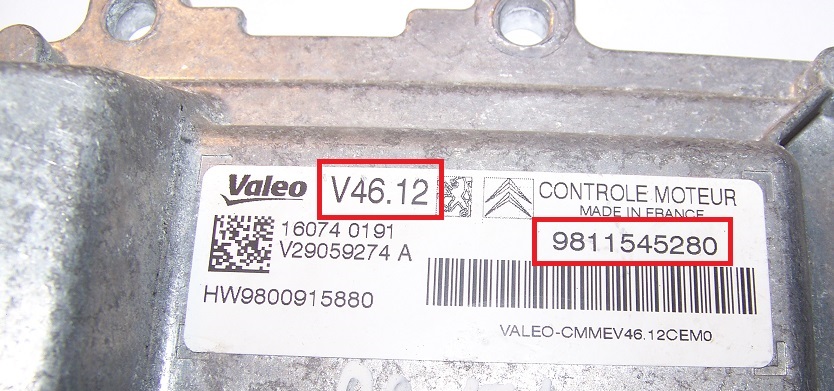 Valeo V46.12 CONTROLE MOTEUR
MADE IN FRANCE
16074 0191
V29059274 A
9811545280
HW9800915880
VALEO-CMMEV46.12CEM0